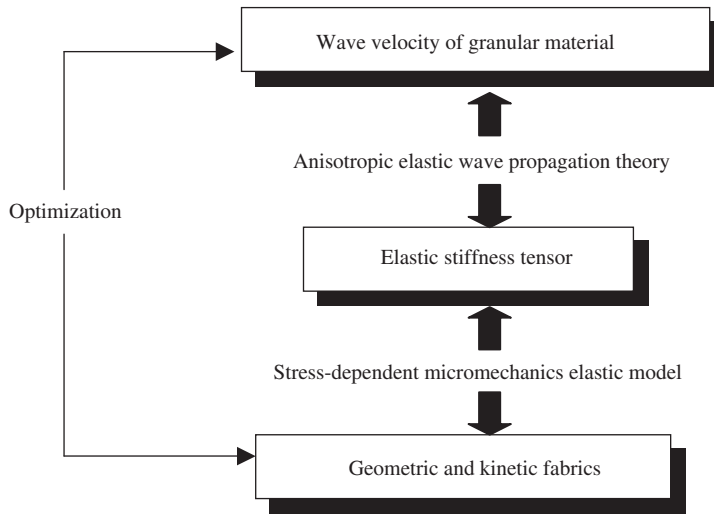 Wave velocity of granular material
Anisotropic elastic wave propagation theory
Optimization
Elastic stiffness tensor
Stress-dependent micromechanics elastic model
Geometric and kinetic fabrics